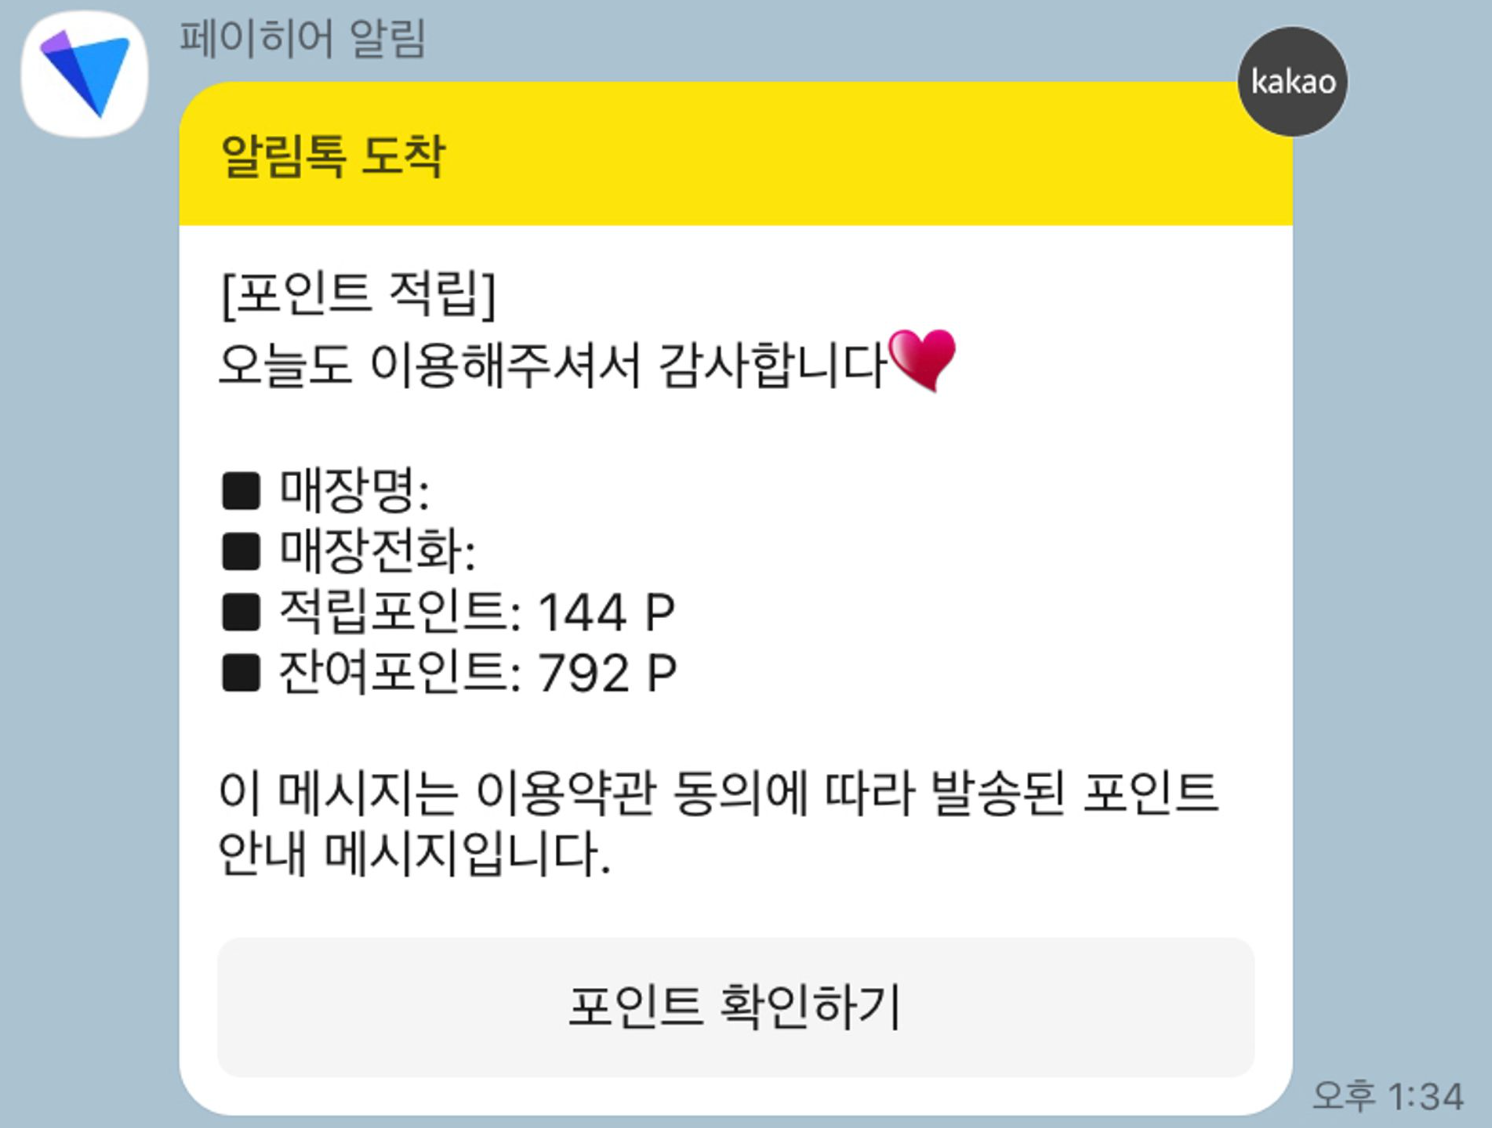 페이히어 알림
kakao
알림톡 도착
[포인트 적립]
오늘도 이용해주셔서 감사합니다
■ 매장명:
■ 매장전화:
■ 적립포인트: 144 P
■ 잔여포인트: 792 P
이 메시지는 이용약관 동의에 따라 발송된 포인트
안내 메시지입니다.
포인트 확인하기
오후 1:34